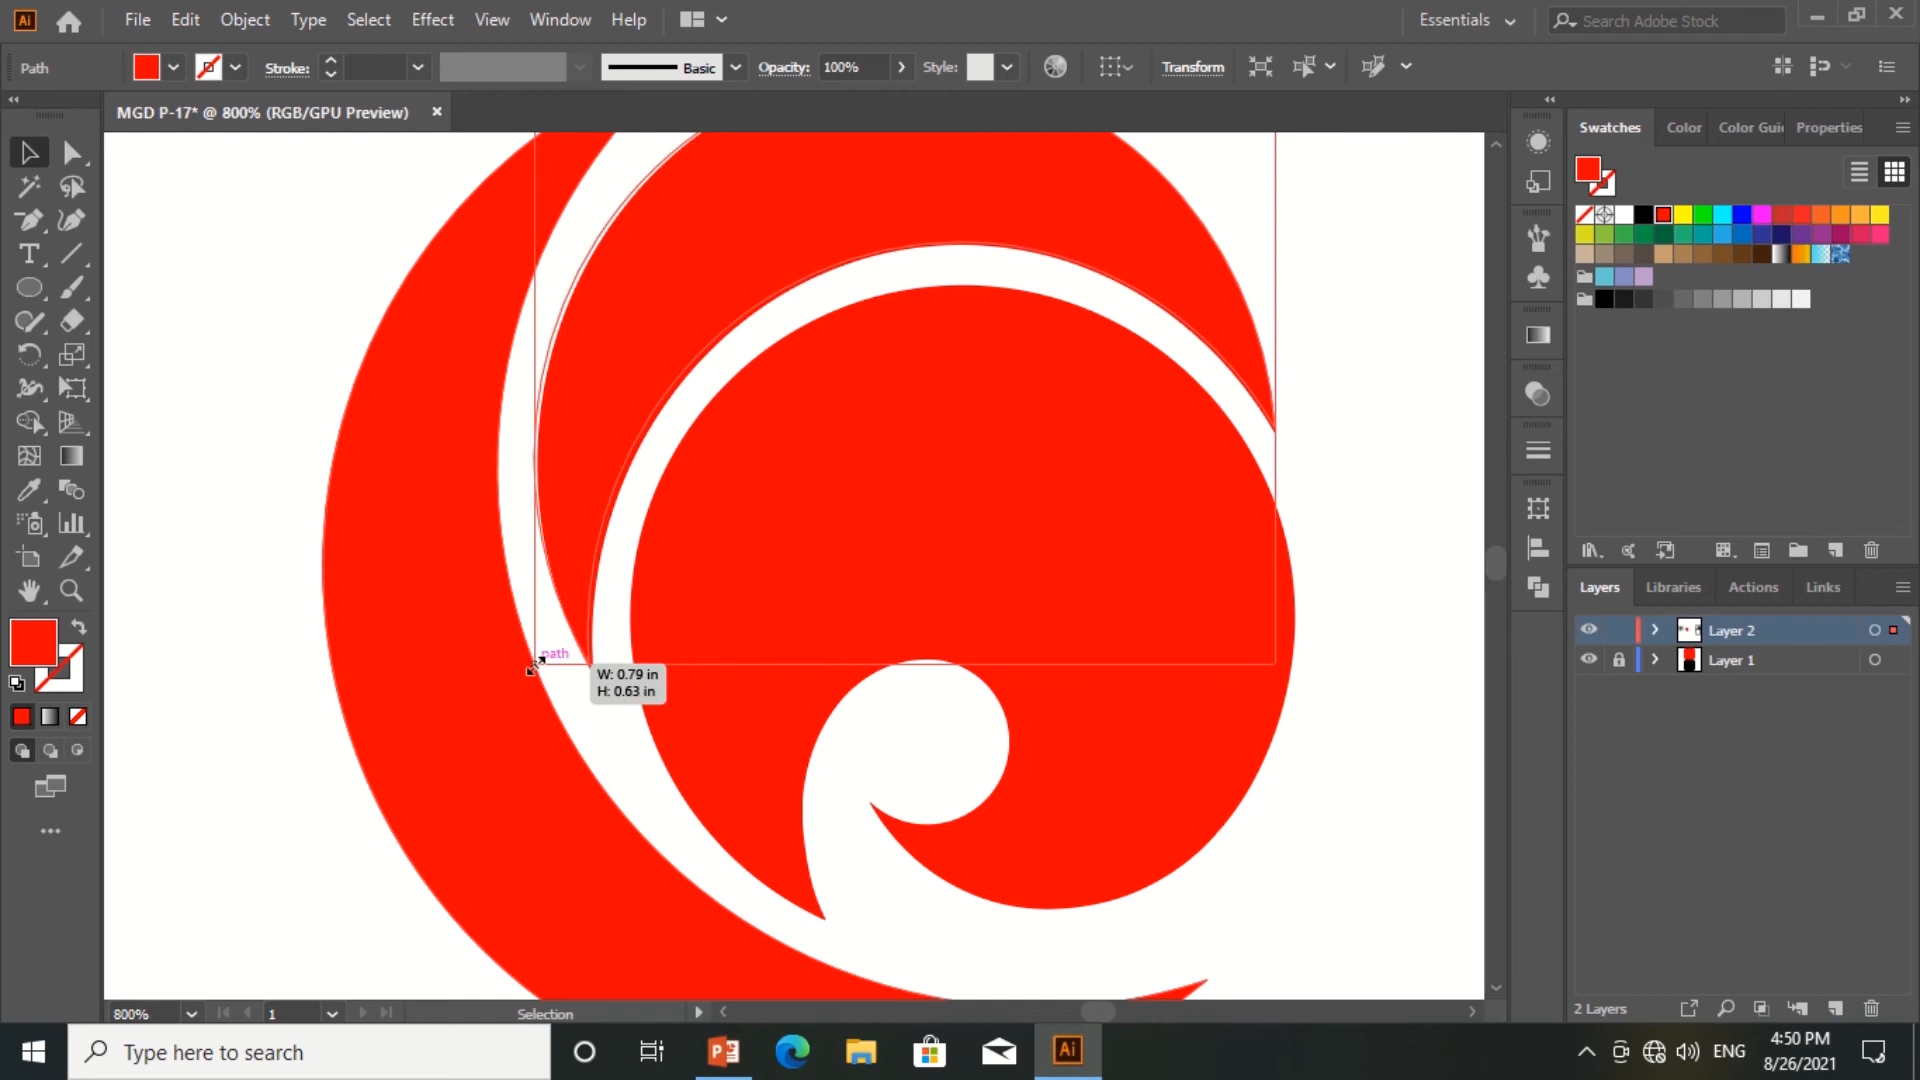 Ai File Edit Object Type Select Effect View Window Help Essentials Search Adobe Stock
Path Stroke: Basic Opacity: 100% Style: Transform
MGD P-17* @ 800% (RGB/GPU Preview) ×
Swatches Color Color Gui Properties
path
W: 0.79 in
H: 0.63 in
Layers Libraries Actions Links
Layer 2
Layer 1
800% 1 Selection
2 Layers
Type here to search
Ai
ENG
4:50 PM
8/26/2021